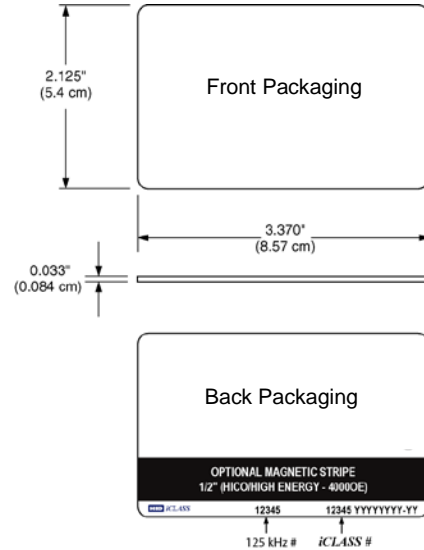 2.125"
(5.4 cm)
Front Packaging
3.370"
(8.57 cm)
0.033"
(0.084 cm)
Back Packaging
OPTIONAL MAGNETIC STRIPE
1/2" (HICO/HIGH ENERGY - 4000OE)
HID iCLASS 12345 12345 YYYYYYYY-YY
125 kHz # iCLASS #